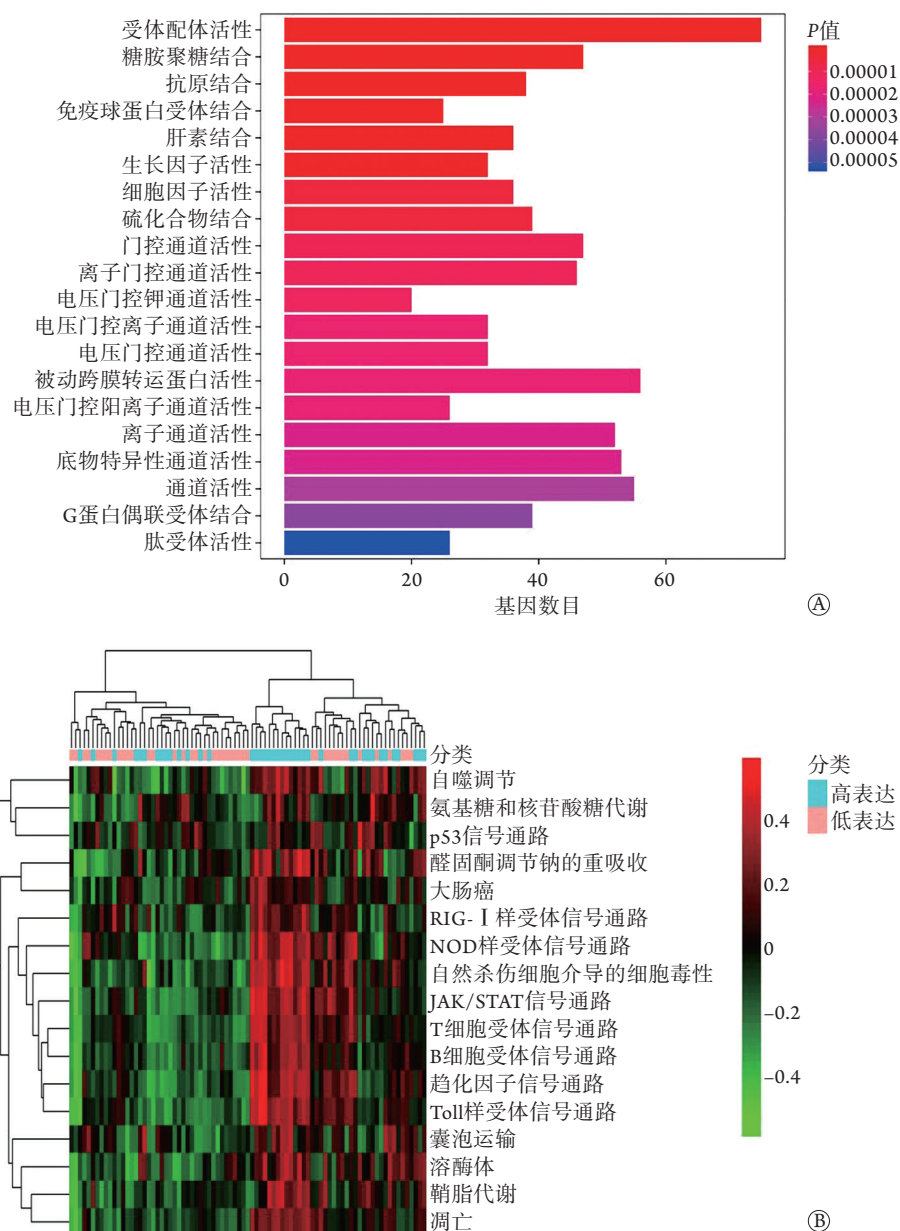 受体配体活性
糖胺聚糖结合
抗原结合
免疫球蛋白受体结合
肝素结合
生长因子活性
细胞因子活性
硫化合物结合
门控通道活性
离子门控通道活性
电压门控钾通道活性
电压门控离子通道活性
电压门控通道活性
被动跨膜转运蛋白活性
电压门控阳离子通道活性
离子通道活性
底物特异性通道活性
通道活性
G蛋白偶联受体结合
肽受体活性
0 20 40 60
基因数目
P值
0.00001
0.00002
0.00003
0.00004
0.00005
Ⓐ
分类
自噬调节
氨基糖和核苷酸糖代谢
p53信号通路
醛固酮调节钠的重吸收
大肠癌
RIG-Ⅰ样受体信号通路
NOD样受体信号通路
自然杀伤细胞介导的细胞毒性
JAK/STAT信号通路
T细胞受体信号通路
B细胞受体信号通路
趋化因子信号通路
Toll样受体信号通路
囊泡运输
溶酶体
鞘脂代谢
凋亡
0.4
0.2
0
−0.2
−0.4
分类
高表达
低表达
Ⓑ